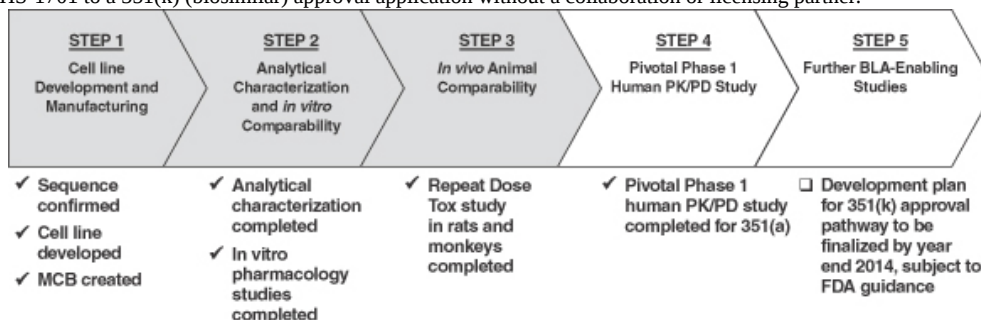 HS-1701 to a 351(k) (biosimilar) approval application without a collaboration or licensing partner.
STEP 1
Cell line
Development and
Manufacturing
STEP 2
Analytical
Characterization
and in vitro
Comparability
STEP 3
In vivo Animal
Comparability
STEP 4
Pivotal Phase 1
Human PK/PD Study
STEP 5
Further BLA-Enabling
Studies
✓ Sequence
confirmed
✓ Cell line
developed
✓ MCB created
✓ Analytical
characterization
completed
✓ In vitro
pharmacology
studies
completed
✓ Repeat Dose
Tox study
in rats and
monkeys
completed
✓ Pivotal Phase 1
human PK/PD study
completed for 351(a)
❑ Development plan
for 351(k) approval
pathway to be
finalized by year
end 2014, subject to
FDA guidance